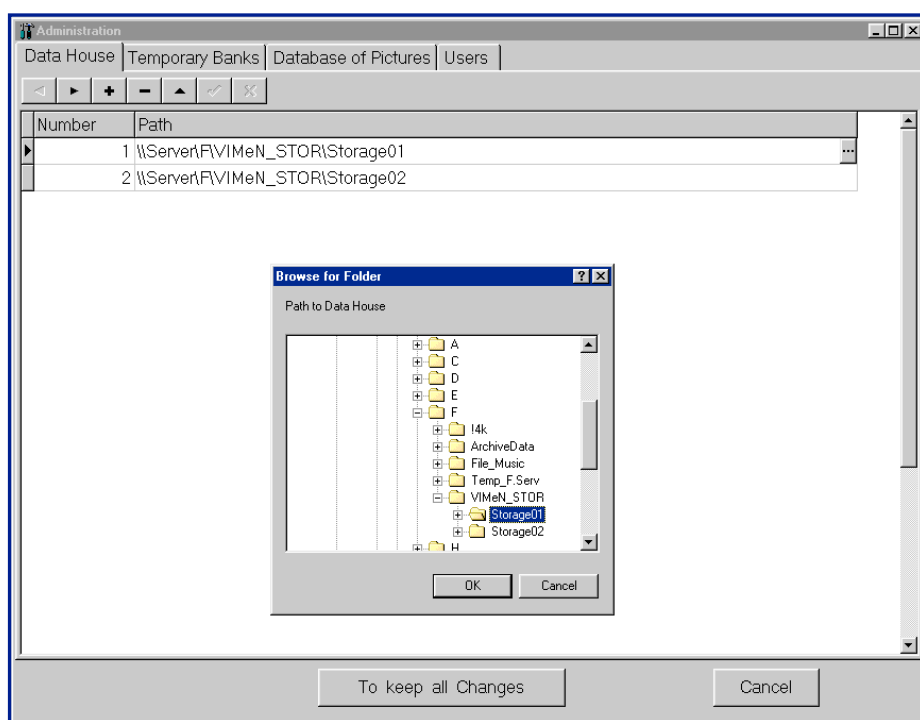 Administration
Data House Temporary Banks Database of Pictures Users
Number Path
1 \\Server\F\VIMeN_STOR\Storage01 ...
2 \\Server\F\VIMeN_STOR\Storage02
Browse for Folder
Path to Data House
A
C
D
E
F
!4k
ArchiveData
File_Music
Temp_F.Serv
VIMeN_STOR
Storage01
Storage02
H
OK Cancel
To keep all Changes Cancel